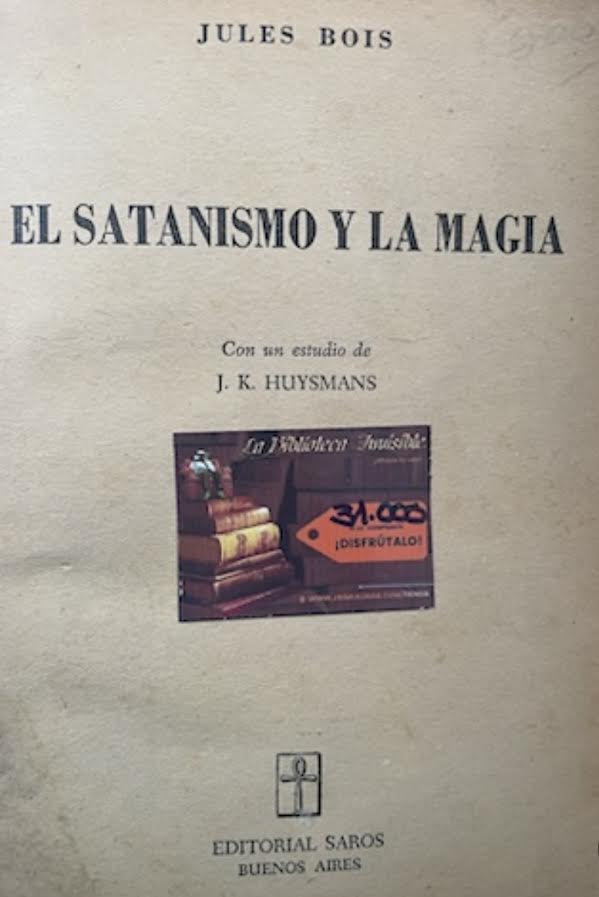 JULES BOIS
EL SATANISMO Y LA MAGIA
Con un estudio de
J. K. HUYSMANS
La Biblioteca Invisible
31.000
¡DISFRÚTALO!
EDITORIAL SAROS
BUENOS AIRES